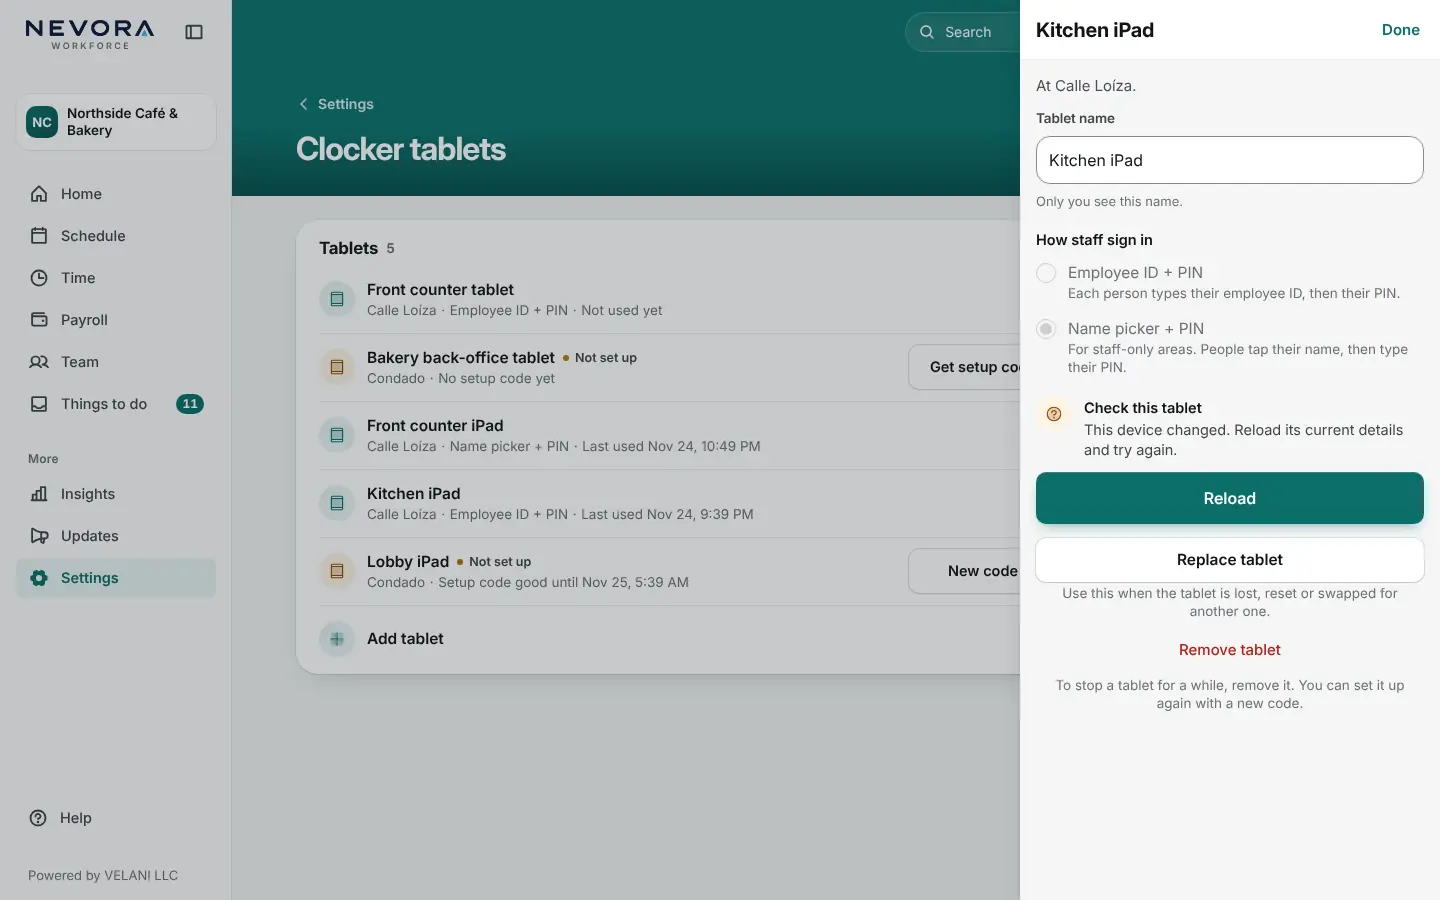 NEVORA
WORKFORCE
NC
Northside Café &
Bakery
Home
Schedule
Time
Payroll
Team
Things to do
11
More
Insights
Updates
Settings
Help
Powered by VELANI LLC
Search
Settings
Clocker tablets
Tablets 5
Front counter tablet
Calle Loíza · Employee ID + PIN · Not used yet
Bakery back-office tablet • Not set up
Condado · No setup code yet
Get setup co
Front counter iPad
Calle Loíza · Name picker + PIN · Last used Nov 24, 10:49 PM
Kitchen iPad
Calle Loíza · Employee ID + PIN · Last used Nov 24, 9:39 PM
Lobby iPad • Not set up
Condado · Setup code good until Nov 25, 5:39 AM
New code
Add tablet
Kitchen iPad
Done
At Calle Loíza.
Tablet name
Kitchen iPad
Only you see this name.
How staff sign in
Employee ID + PIN
Each person types their employee ID, then their PIN.
Name picker + PIN
For staff-only areas. People tap their name, then type
their PIN.
Check this tablet
This device changed. Reload its current details
and try again.
Reload
Replace tablet
Use this when the tablet is lost, reset or swapped for
another one.
Remove tablet
To stop a tablet for a while, remove it. You can set it up
again with a new code.